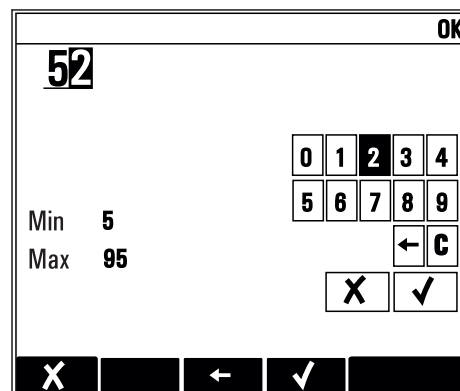 OK
52
0 1 2 3 4
5 6 7 8 9
Min 5
← C
Max 95
X ✓
X ← ✓